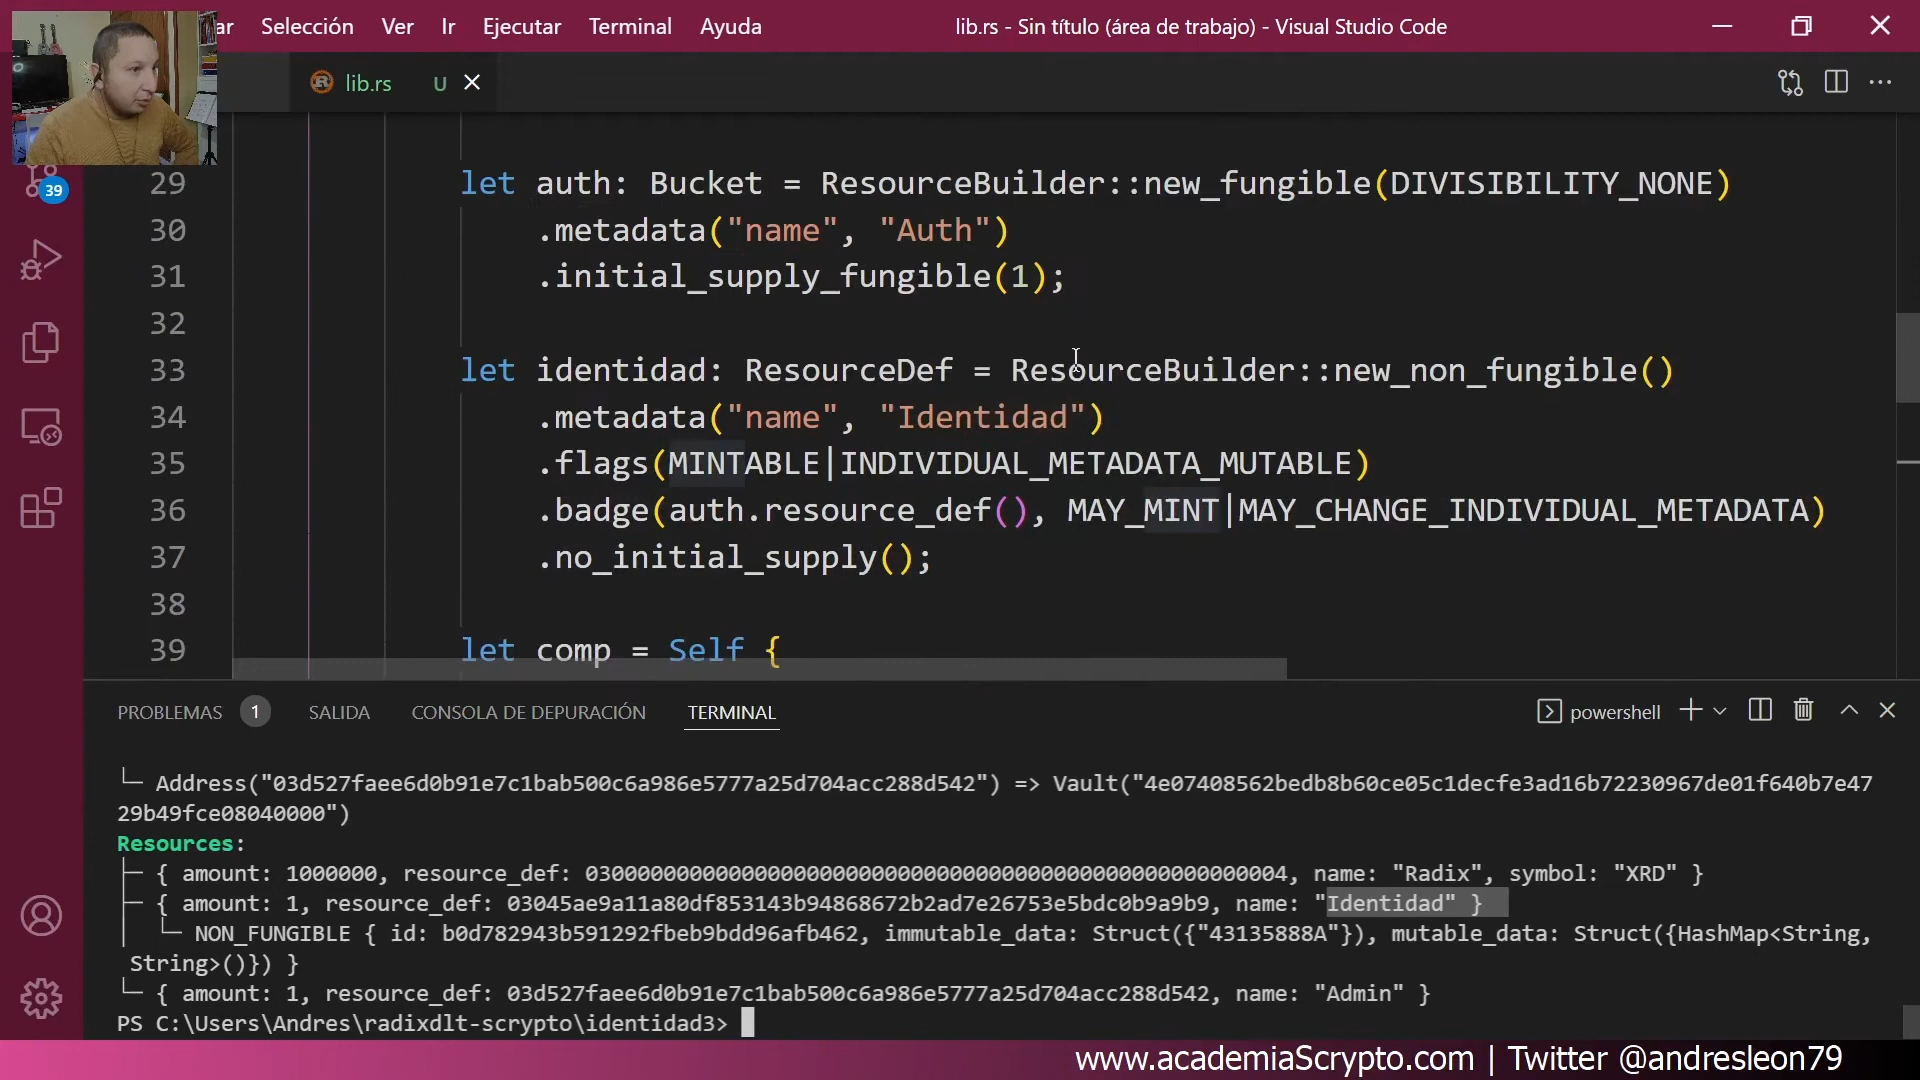 ar Selección Ver Ir Ejecutar Terminal Ayuda lib.rs - Sin título (área de trabajo) - Visual Studio Code
lib.rs U
29 let auth: Bucket = ResourceBuilder::new_fungible(DIVISIBILITY_NONE)
30 .metadata("name", "Auth")
31 .initial_supply_fungible(1);
32
33 let identidad: ResourceDef = ResourceBuilder::new_non_fungible()
34 .metadata("name", "Identidad")
35 .flags(MINTABLE|INDIVIDUAL_METADATA_MUTABLE)
36 .badge(auth.resource_def(), MAY_MINT|MAY_CHANGE_INDIVIDUAL_METADATA)
37 .no_initial_supply();
38
39 let comp = Self {
39
PROBLEMAS 1 SALIDA CONSOLA DE DEPURACIÓN TERMINAL powershell
└─ Address("03d527faee6d0b91e7c1bab500c6a986e5777a25d704acc288d542") => Vault("4e07408562bedb8b60ce05c1decfe3ad16b72230967de01f640b7e47
29b49fce08040000")
Resources:
├─ { amount: 1000000, resource_def: 030000000000000000000000000000000000000000000000000004, name: "Radix", symbol: "XRD" }
├─ { amount: 1, resource_def: 03045ae9a11a80df853143b94868672b2ad7e26753e5bdc0b9a9b9, name: "Identidad" }
│ └─ NON_FUNGIBLE { id: b0d782943b591292fbeb9bdd96afb462, immutable_data: Struct({"43135888A"}), mutable_data: Struct({HashMap<String,
String>()}) }
└─ { amount: 1, resource_def: 03d527faee6d0b91e7c1bab500c6a986e5777a25d704acc288d542, name: "Admin" }
PS C:\Users\Andres\radixdlt-scrypto\identidad3>
www.academiaScrypto.com | Twitter @andresleon79